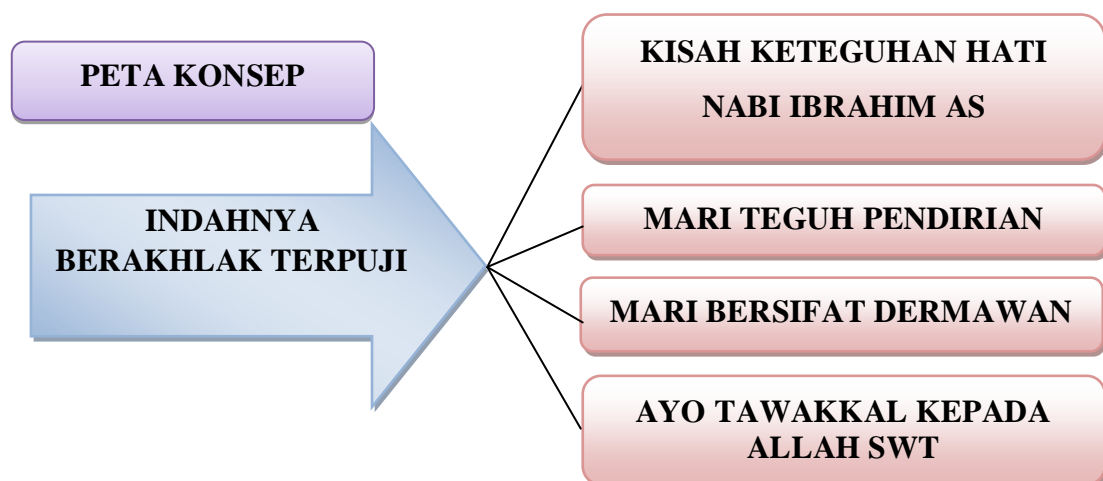 PETA KONSEP
INDAHNYA
BERAKHLAK TERPUJI
KISAH KETEGUHAN HATI
NABI IBRAHIM AS
MARI TEGUH PENDIRIAN
MARI BERSIFAT DERMAWAN
AYO TAWAKKAL KEPADA
ALLAH SWT